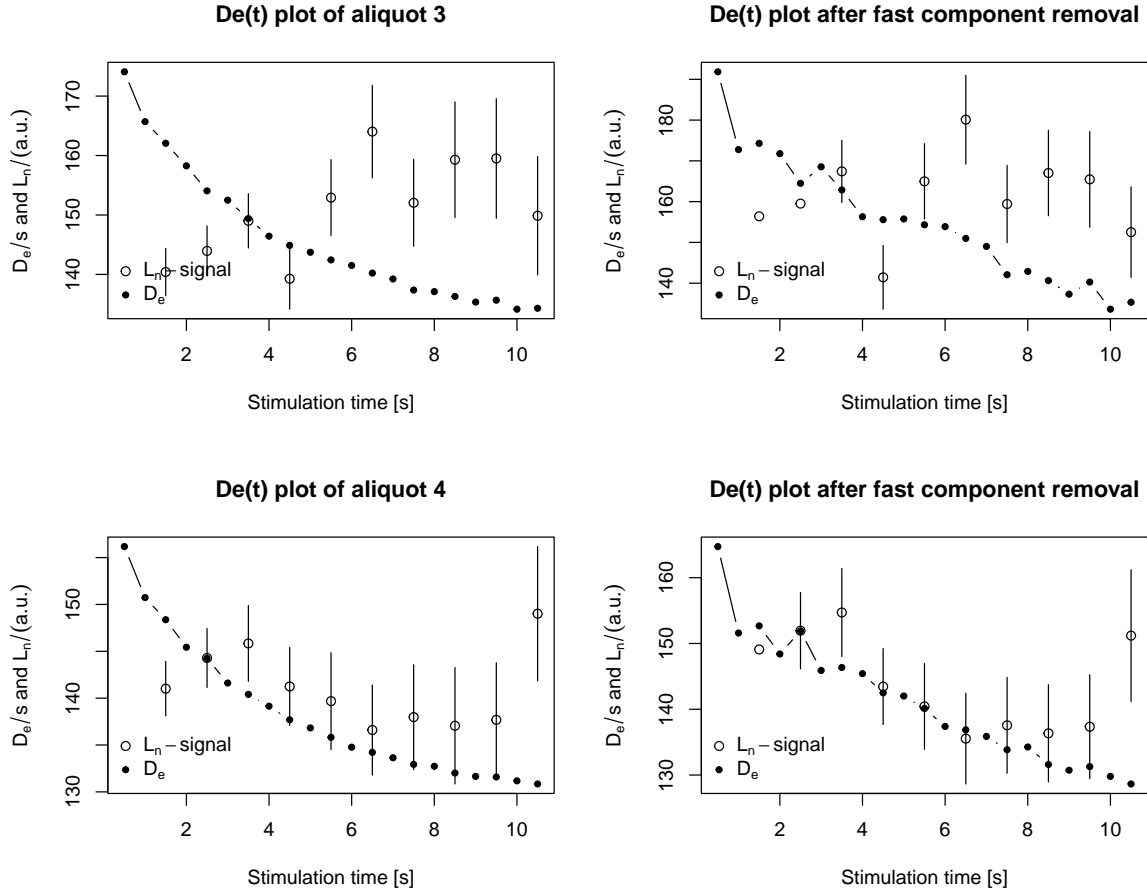 De(t) plot of aliquot 3
De/s and Ln/(a.u.)
170
160
150
140
Ln−signal
De
2 4 6 8 10
Stimulation time [s]
De(t) plot after fast component removal
De/s and Ln/(a.u.)
180
160
140
Ln−signal
De
2 4 6 8 10
Stimulation time [s]
De(t) plot of aliquot 4
De/s and Ln/(a.u.)
150
140
130
Ln−signal
De
2 4 6 8 10
Stimulation time [s]
De(t) plot after fast component removal
De/s and Ln/(a.u.)
160
150
140
130
Ln−signal
De
2 4 6 8 10
Stimulation time [s]